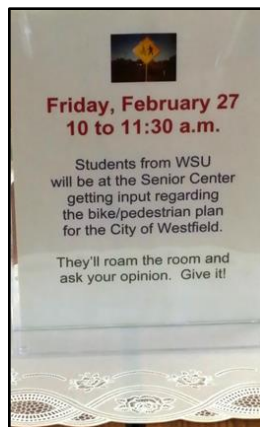 Friday, February 27
10 to 11:30 a.m.
Students from WSU
will be at the Senior Center
getting input regarding
the bike/pedestrian plan
for the City of Westfield.
They'll roam the room and
ask your opinion. Give it!